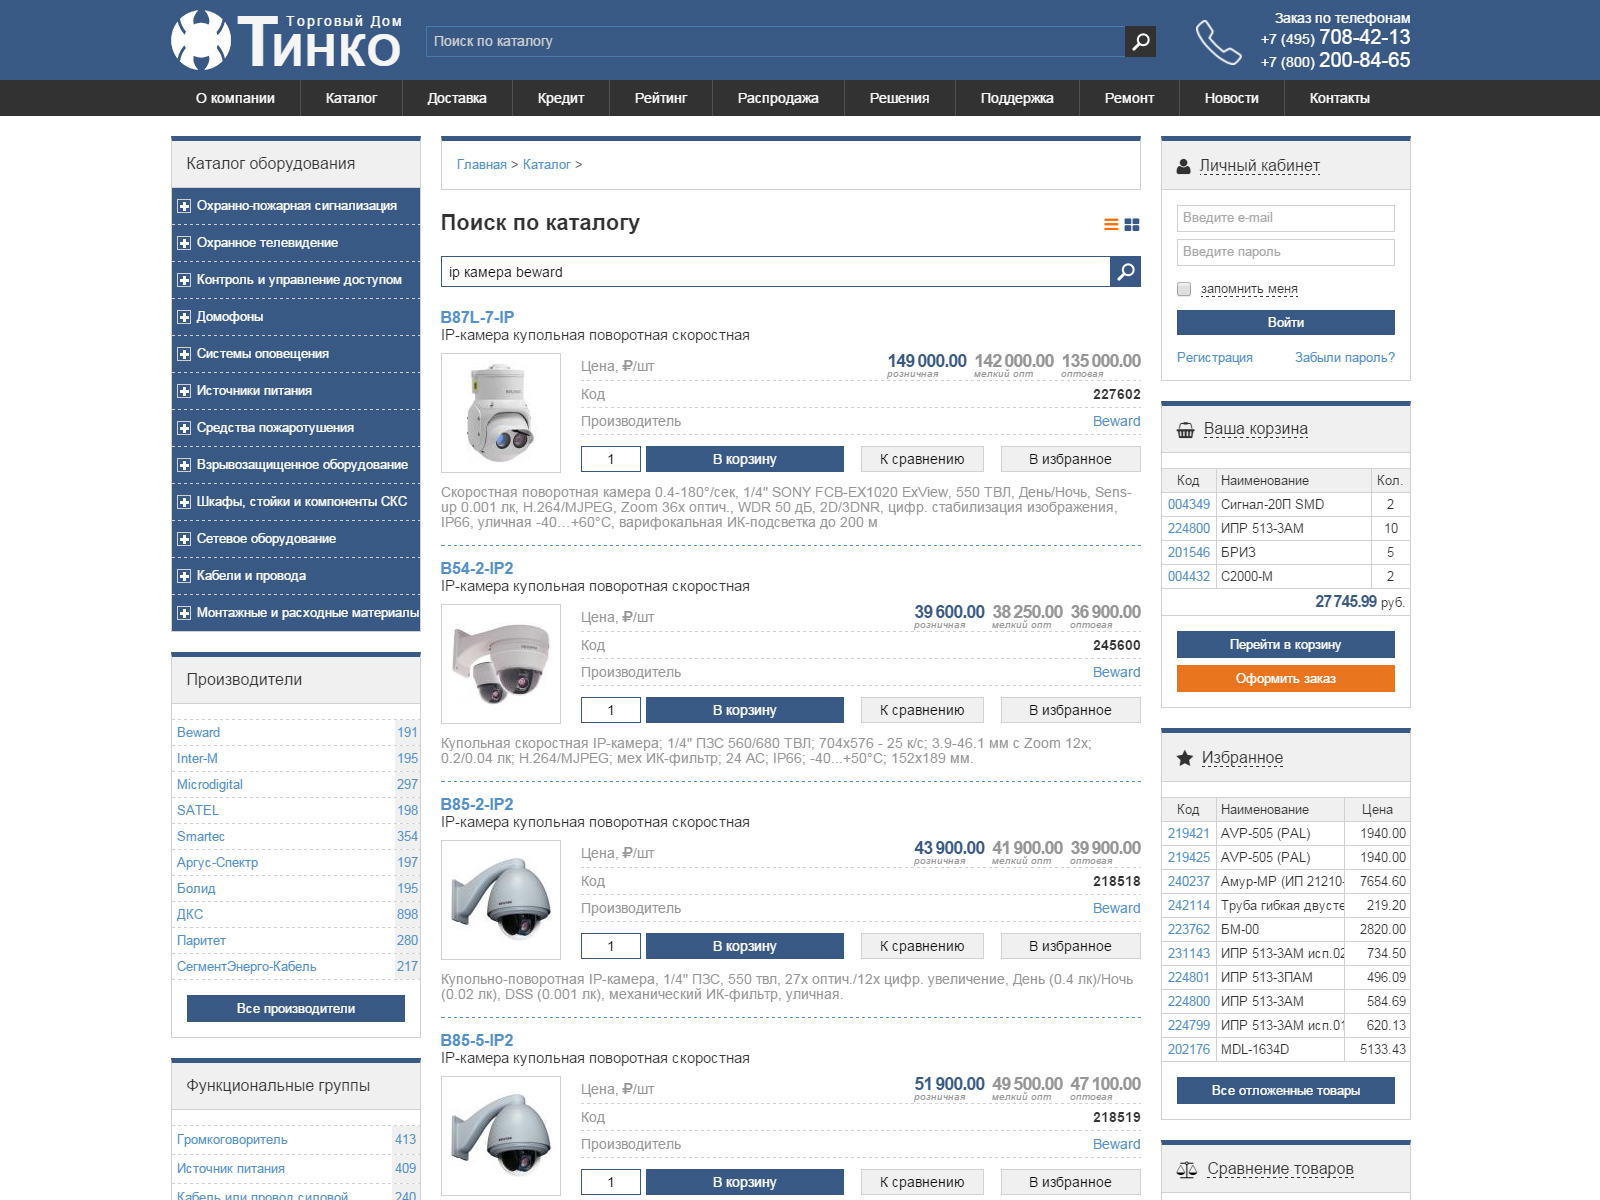 Торговый Дом
Тинко
Поиск по каталогу
Заказ по телефонам
+7 (495) 708-42-13
+7 (800) 200-84-65
О компании
Каталог
Доставка
Кредит
Рейтинг
Распродажа
Решения
Поддержка
Ремонт
Новости
Контакты
Каталог оборудования
Охранно-пожарная сигнализация
Охранное телевидение
Контроль и управление доступом
Домофоны
Системы оповещения
Источники питания
Средства пожаротушения
Взрывозащищенное оборудование
Шкафы, стойки и компоненты СКС
Сетевое оборудование
Кабели и провода
Монтажные и расходные материалы
Производители
Beward 191
Inter-M 195
Microdigital 297
SATEL 198
Smartec 354
Аргус-Спектр 197
Болид 195
ДКС 898
Паритет 280
СегментЭнерго-Кабель 217
Все производители
Функциональные группы
Громкоговоритель 413
Источник питания 409
Кабель или провод силовой 240
Главная > Каталог >
Поиск по каталогу
ip камера beward
B87L-7-IP
IP-камера купольная поворотная скоростная
Цена, ₽/шт 149 000.00 142 000.00 135 000.00
розничная мелкий опт оптовая
Код 227602
Производитель Beward
1 В корзину К сравнению В избранное
Скоростная поворотная камера 0.4-180°/сек, 1/4" SONY FCB-EX1020 ExView, 550 ТВЛ, День/Ночь, Sens-
up 0.001 лк, H.264/MJPEG, Zoom 36x оптич., WDR 50 дБ, 2D/3DNR, цифр. стабилизация изображения,
IP66, уличная -40...+60°С, варифокальная ИК-подсветка до 200 м
B54-2-IP2
IP-камера купольная поворотная скоростная
Цена, ₽/шт 39 600.00 38 250.00 36 900.00
розничная мелкий опт оптовая
Код 245600
Производитель Beward
1 В корзину К сравнению В избранное
Купольная скоростная IP-камера; 1/4" ПЗС 560/680 ТВЛ; 704x576 - 25 к/с; 3.9-46.1 мм с Zoom 12x;
0.2/0.04 лк; H.264/MJPEG; мех ИК-фильтр; 24 AC; IP66; -40...+50°С; 152x189 мм.
B85-2-IP2
IP-камера купольная поворотная скоростная
Цена, ₽/шт 43 900.00 41 900.00 39 900.00
розничная мелкий опт оптовая
Код 218518
Производитель Beward
1 В корзину К сравнению В избранное
Купольно-поворотная IP-камера, 1/4" ПЗС, 550 твл, 27x оптич./12x цифр. увеличение, День (0.4 лк)/Ночь
(0.02 лк), DSS (0.001 лк), механический ИК-фильтр, уличная.
B85-5-IP2
IP-камера купольная поворотная скоростная
Цена, ₽/шт 51 900.00 49 500.00 47 100.00
розничная мелкий опт оптовая
Код 218519
Производитель Beward
1 В корзину К сравнению В избранное
Личный кабинет
Введите e-mail
Введите пароль
запомнить меня
Войти
Регистрация Забыли пароль?
Ваша корзина
Код Наименование Кол.
004349 Сигнал-20П SMD 2
224800 ИПР 513-3АМ 10
201546 БРИЗ 5
004432 С2000-М 2
27 745.99 руб.
Перейти в корзину
Оформить заказ
Избранное
Код Наименование Цена
219421 AVP-505 (PAL) 1940.00
219425 AVP-505 (PAL) 1940.00
240237 Амур-МР (ИП 21210- 7654.60
242114 Труба гибкая двусте 219.20
223762 БМ-00 2820.00
231143 ИПР 513-3АМ исп.02 734.50
224801 ИПР 513-3ПАМ 496.09
224800 ИПР 513-3АМ 584.69
224799 ИПР 513-3АМ исп.01 620.13
202176 MDL-1634D 5133.43
Все отложенные товары
Сравнение товаров